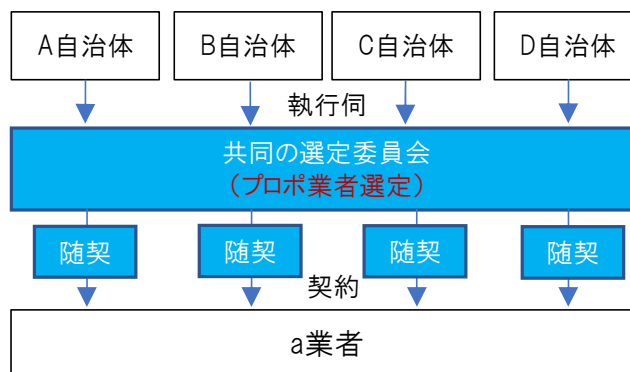 A自治体 B自治体 C自治体 D自治体
執行伺
共同の選定委員会
（プロポ業者選定）
随契 随契 随契 随契
契約
a業者